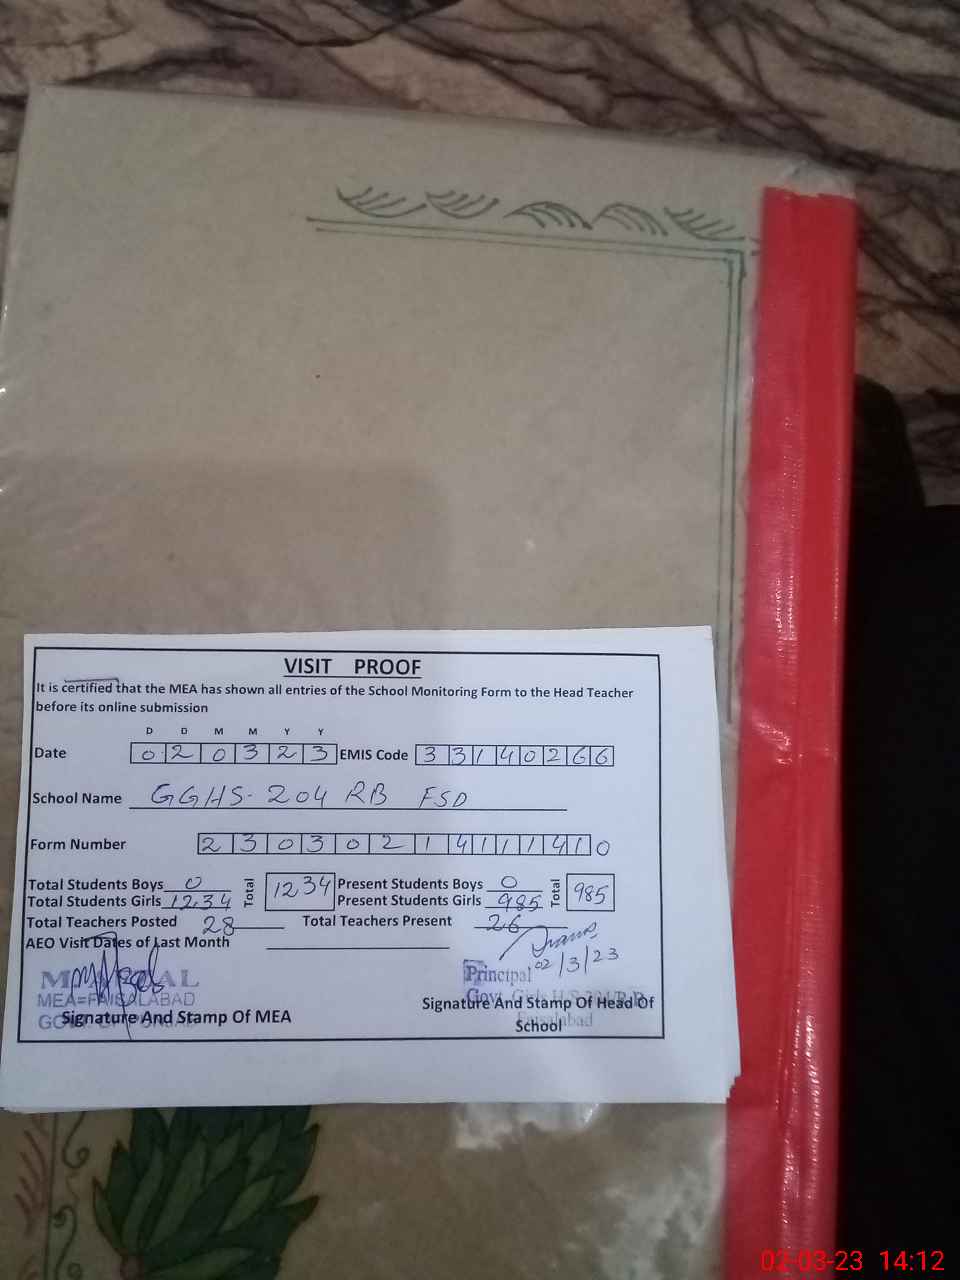 VISIT PROOF
It is certified that the MEA has shown all entries of the School Monitoring Form to the Head Teacher
before its online submission
D D M M Y Y
Date 0 2 0 3 2 3 EMIS Code 3 3 1 4 0 2 6 6
School Name GGHS-204 RB FSD
Form Number 2 3 0 3 0 2 1 4 1 1 1 4 1 0
Total Students Boys 0 Total 1234 Present Students Boys 0 Total 985
Total Students Girls 1234 Present Students Girls 985
Total Teachers Posted 28 Total Teachers Present 26
AEO Visit Dates of Last Month
02/3/23
Principal
MEA=FAISALABAD
Govt. Girls H/S
Signature And Stamp Of MEA Signature And Stamp Of Head Of
School
Faisalabad
02-03-23 14:12